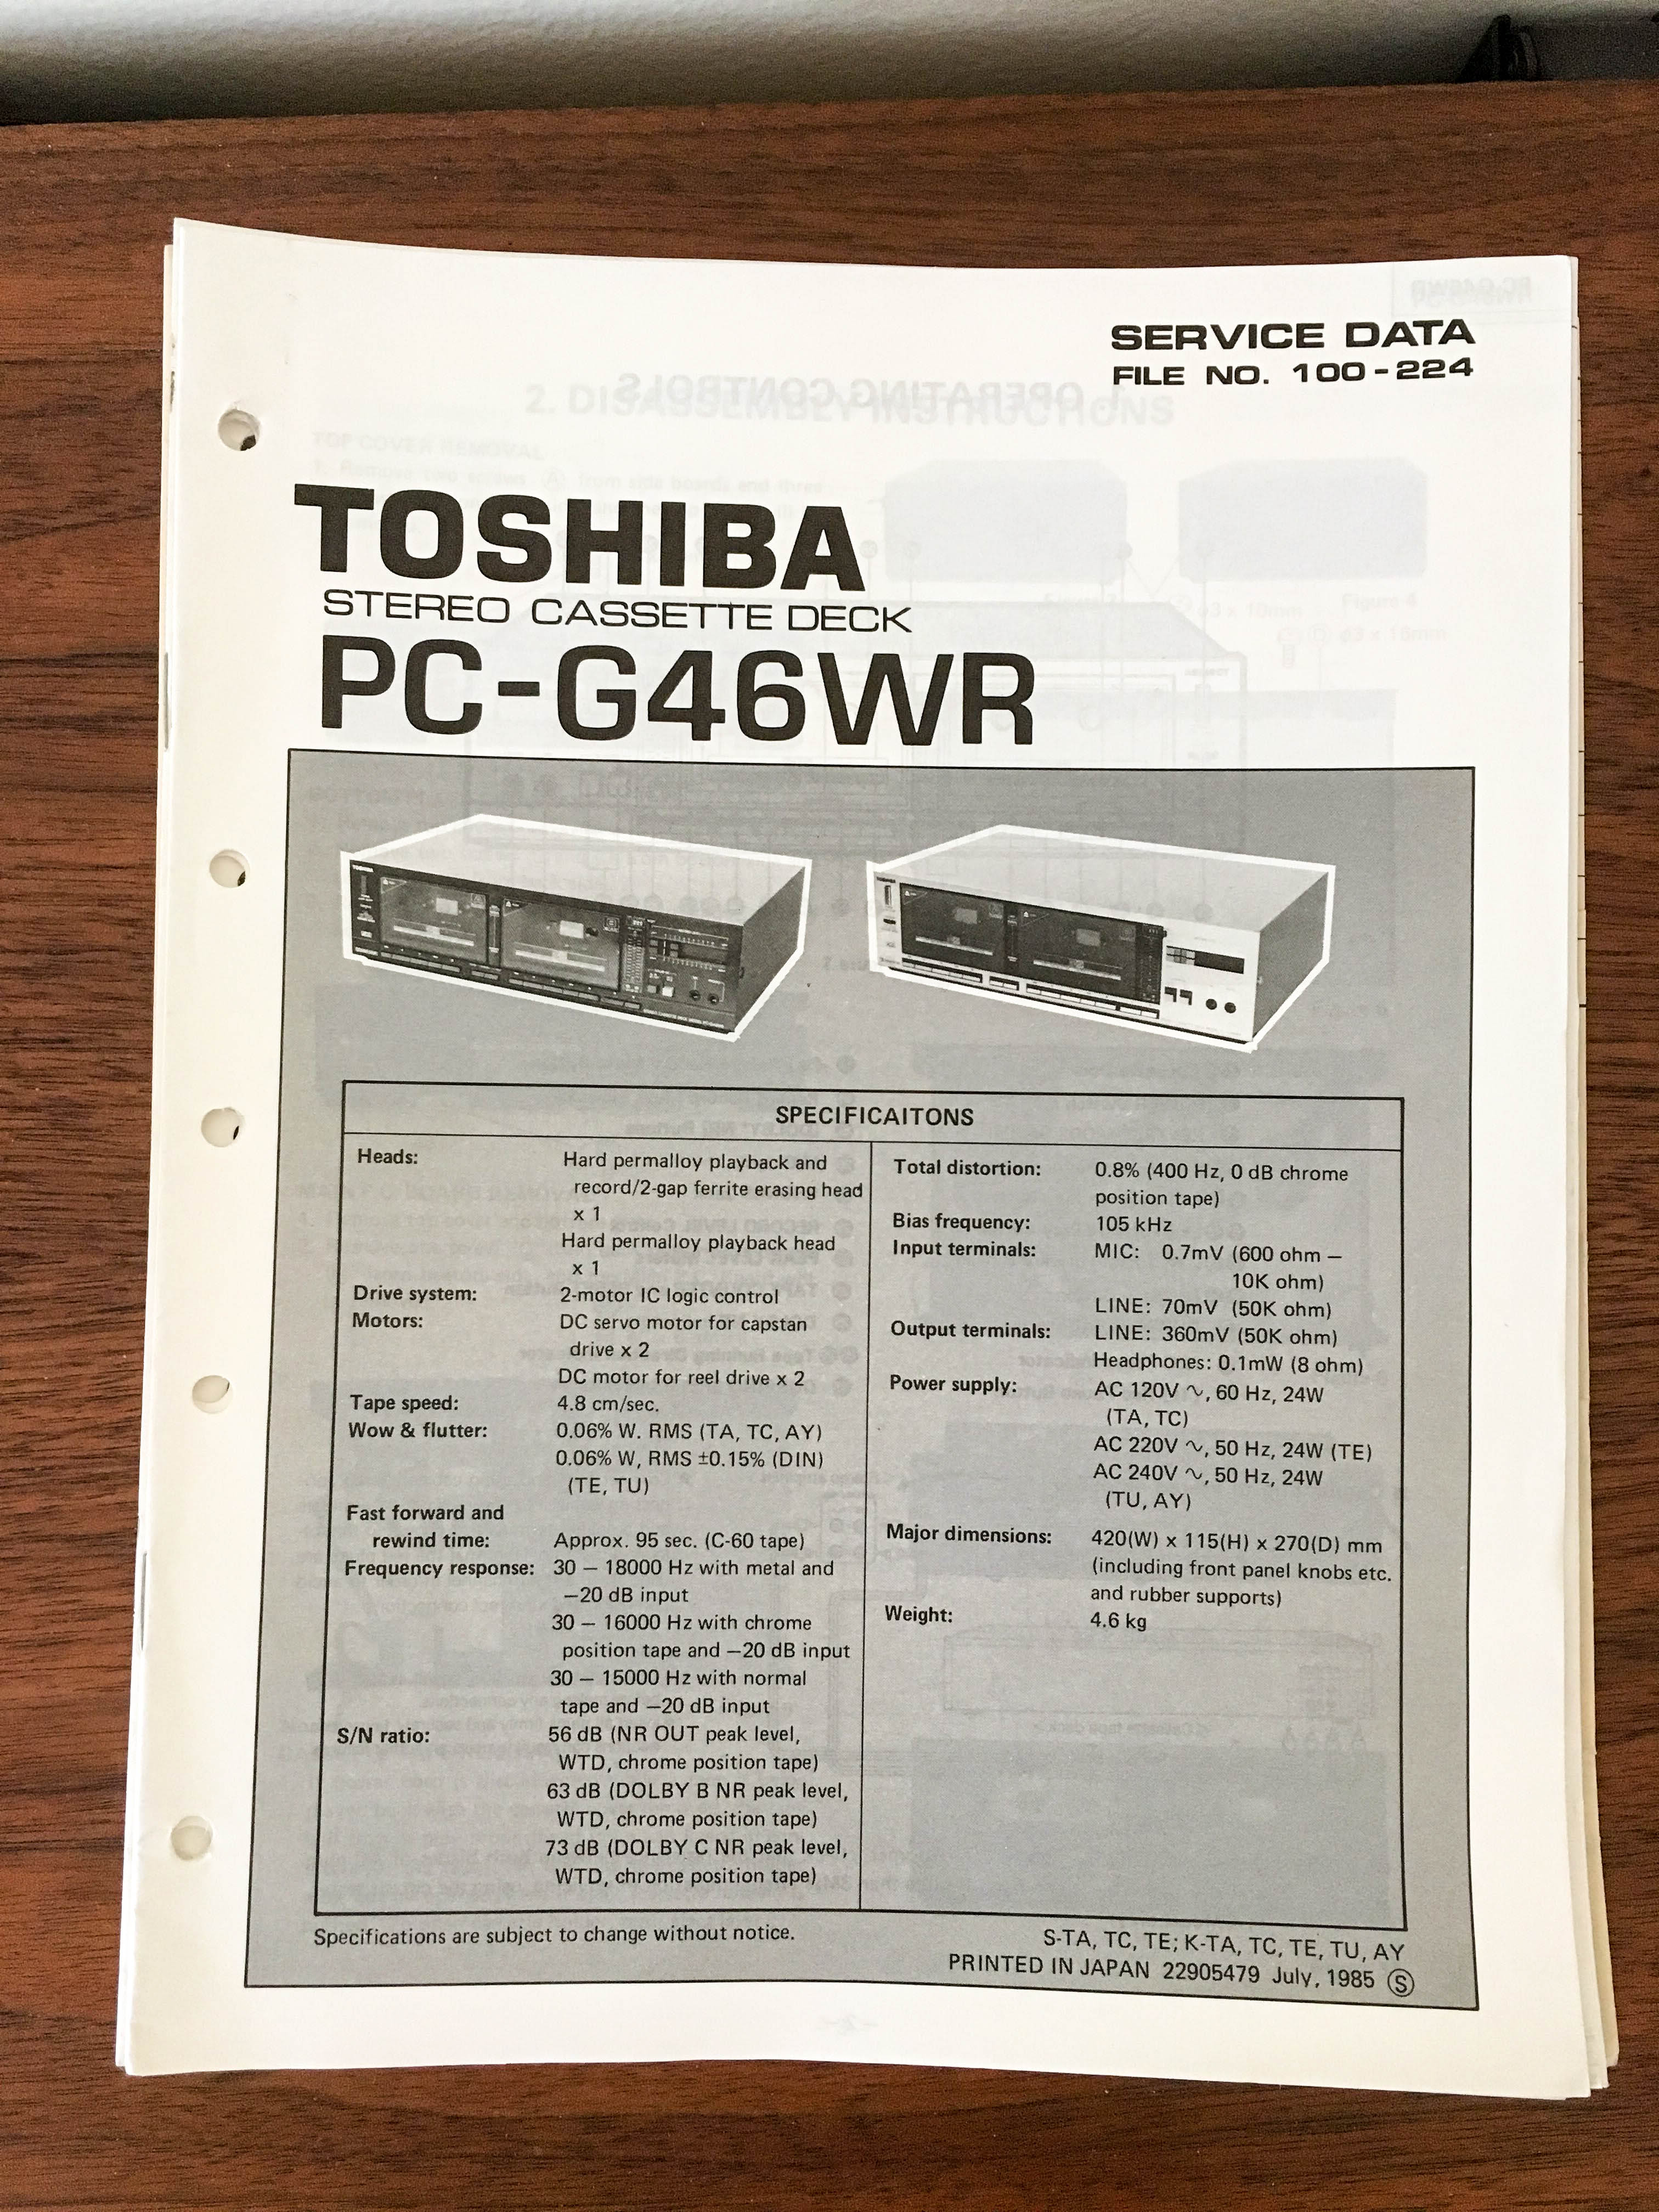 SERVICE DATA
FILE NO. 100-224
TOSHIBA
STEREO CASSETTE DECK
PC-G46WR
TOSHIBA
TOSHIBA
SPECIFICAITONS
Heads: Hard permalloy playback and
record/2-gap ferrite erasing head
x 1
Hard permalloy playback head
x 1
Drive system: 2-motor IC logic control
Motors: DC servo motor for capstan
drive x 2
DC motor for reel drive x 2
Tape speed: 4.8 cm/sec.
Wow & flutter: 0.06% W. RMS (TA, TC, AY)
0.06% W, RMS ±0.15% (DIN)
(TE, TU)
Fast forward and
rewind time: Approx. 95 sec. (C-60 tape)
Frequency response: 30 – 18000 Hz with metal and
–20 dB input
30 – 16000 Hz with chrome
position tape and –20 dB input
30 – 15000 Hz with normal
tape and –20 dB input
S/N ratio: 56 dB (NR OUT peak level,
WTD, chrome position tape)
63 dB (DOLBY B NR peak level,
WTD, chrome position tape)
73 dB (DOLBY C NR peak level,
WTD, chrome position tape)
Total distortion: 0.8% (400 Hz, 0 dB chrome
position tape)
Bias frequency: 105 kHz
Input terminals: MIC: 0.7mV (600 ohm –
10K ohm)
LINE: 70mV (50K ohm)
Output terminals: LINE: 360mV (50K ohm)
Headphones: 0.1mW (8 ohm)
Power supply: AC 120V ∿, 60 Hz, 24W
(TA, TC)
AC 220V ∿, 50 Hz, 24W (TE)
AC 240V ∿, 50 Hz, 24W
(TU, AY)
Major dimensions: 420(W) x 115(H) x 270(D) mm
(including front panel knobs etc.
and rubber supports)
Weight: 4.6 kg
Specifications are subject to change without notice.
S-TA, TC, TE; K-TA, TC, TE, TU, AY
PRINTED IN JAPAN 22905479 July, 1985 Ⓢ